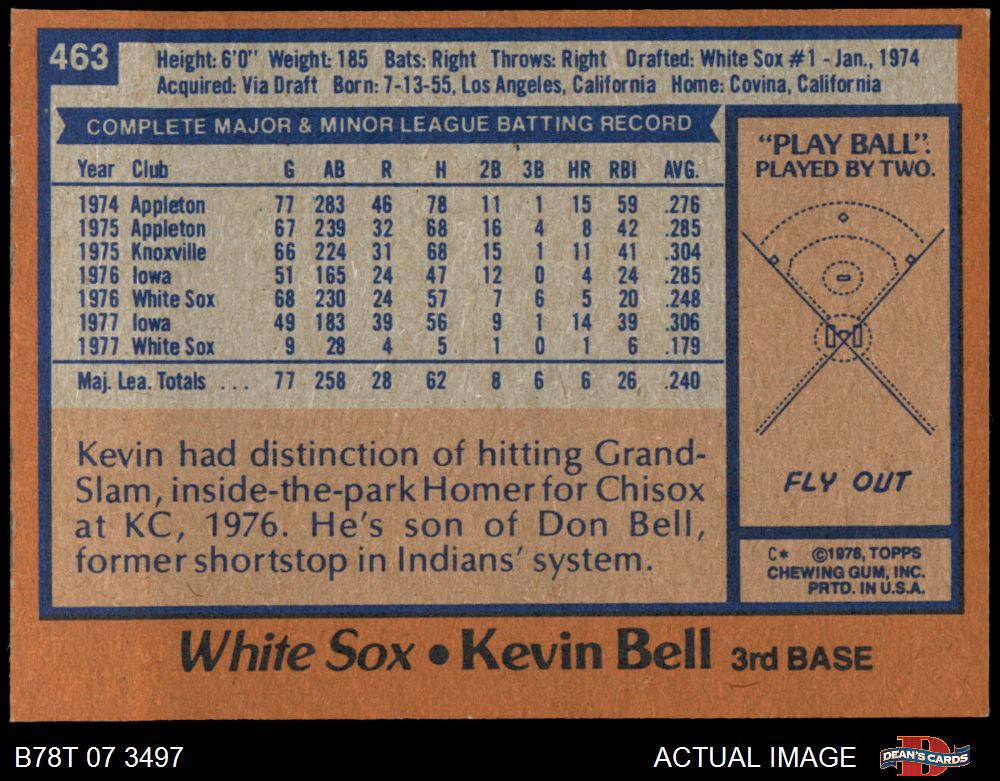 463
Height: 6'0" Weight: 185 Bats: Right Throws: Right Drafted: White Sox #1 - Jan., 1974
Acquired: Via Draft Born: 7-13-55, Los Angeles, California Home: Covina, California
COMPLETE MAJOR & MINOR LEAGUE BATTING RECORD
Year Club G AB R H 2B 3B HR RBI AVG.
1974 Appleton 77 283 46 78 11 1 15 59 .276
1975 Appleton 67 239 32 68 16 4 8 42 .285
1975 Knoxville 66 224 31 68 15 1 11 41 .304
1976 Iowa 51 165 24 47 12 0 4 24 .285
1976 White Sox 68 230 24 57 7 6 5 20 .248
1977 Iowa 49 183 39 56 9 1 14 39 .306
1977 White Sox 9 28 4 5 1 0 1 6 .179
Maj. Lea. Totals ... 77 258 28 62 8 6 6 26 .240
Kevin had distinction of hitting Grand-
Slam, inside-the-park Homer for Chisox
at KC, 1976. He's son of Don Bell,
former shortstop in Indians' system.
"PLAY BALL".
PLAYED BY TWO.
FLY OUT
C* ©1978, TOPPS
CHEWING GUM, INC.
PRTD. IN U.S.A.
White Sox • Kevin Bell 3rd BASE
B78T 07 3497
ACTUAL IMAGE
D
DEAN'S CARDS